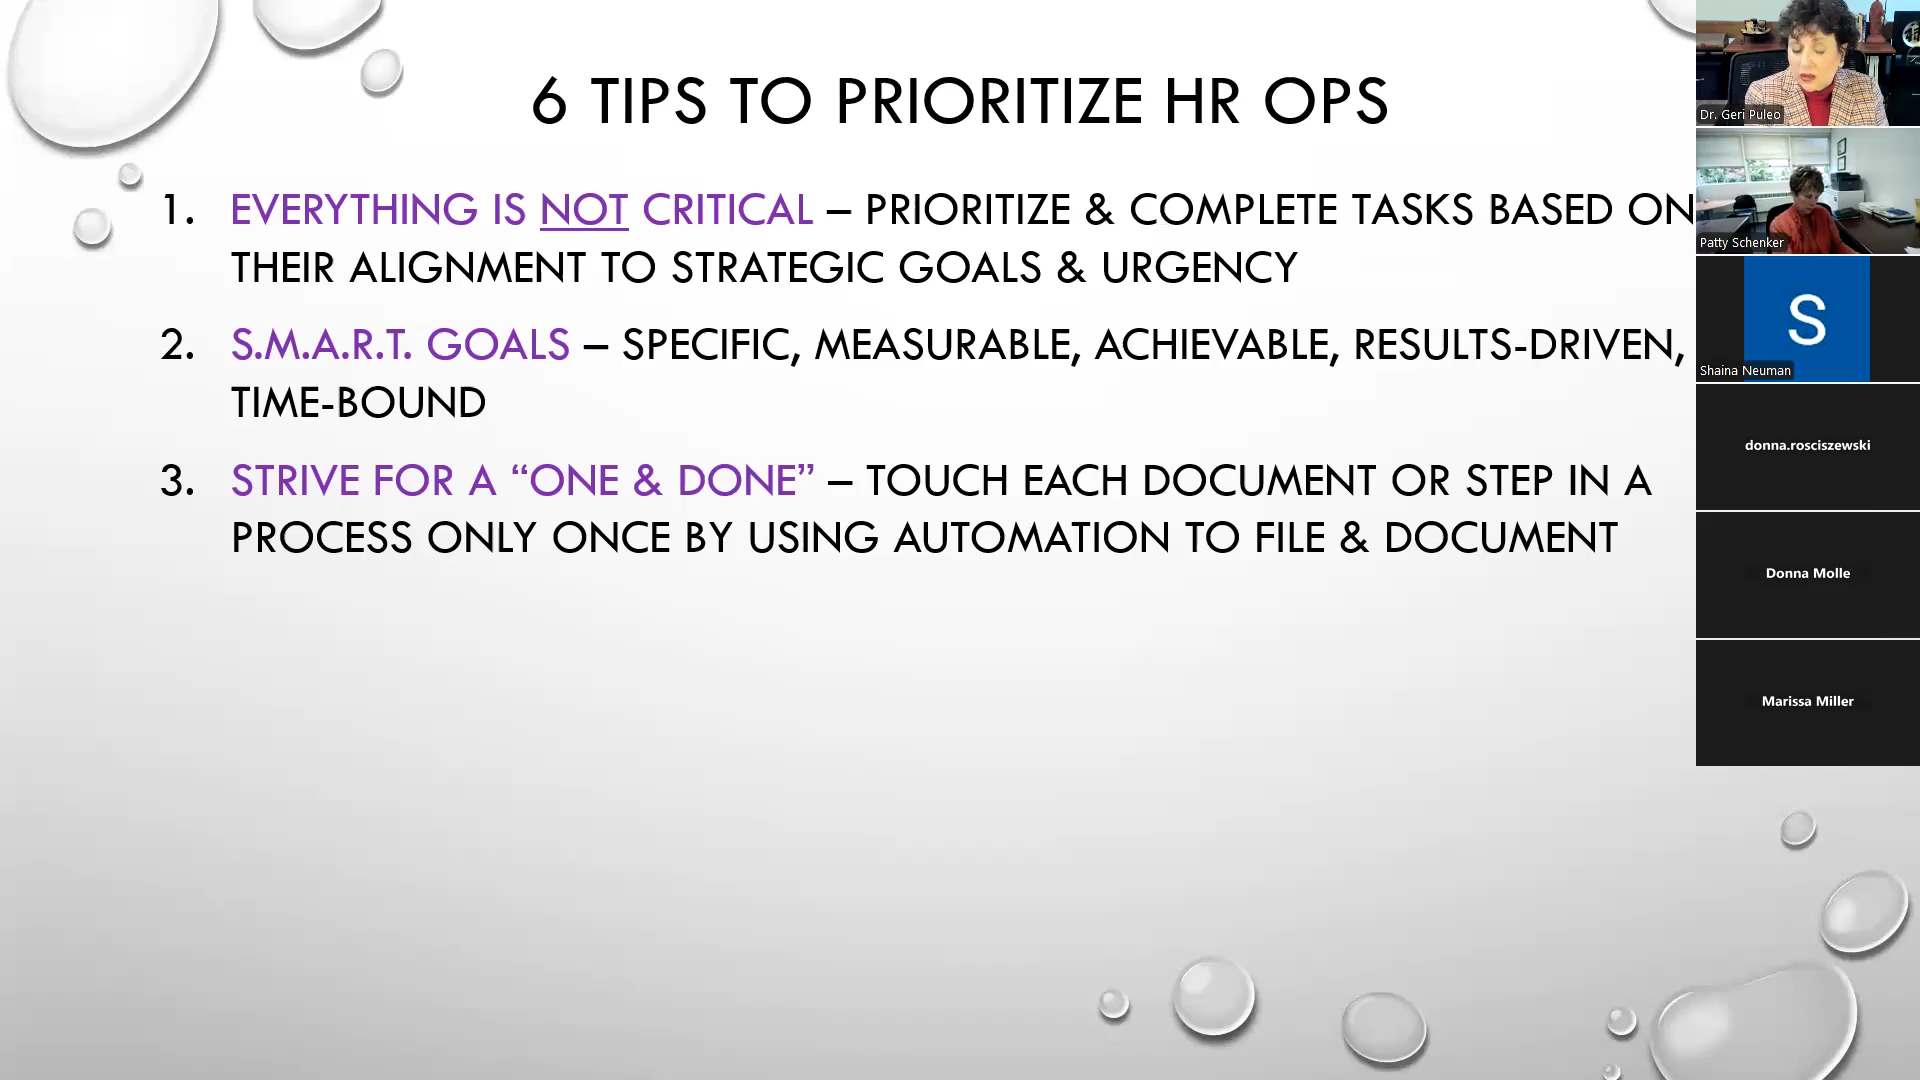 6 TIPS TO PRIORITIZE HR OPS
1. EVERYTHING IS NOT CRITICAL – PRIORITIZE & COMPLETE TASKS BASED ON
THEIR ALIGNMENT TO STRATEGIC GOALS & URGENCY
2. S.M.A.R.T. GOALS – SPECIFIC, MEASURABLE, ACHIEVABLE, RESULTS-DRIVEN,
TIME-BOUND
3. STRIVE FOR A “ONE & DONE” – TOUCH EACH DOCUMENT OR STEP IN A
PROCESS ONLY ONCE BY USING AUTOMATION TO FILE & DOCUMENT
Dr. Geri Puleo
Patty Schenker
S
Shaina Neuman
donna.rosciszewski
Donna Molle
Marissa Miller